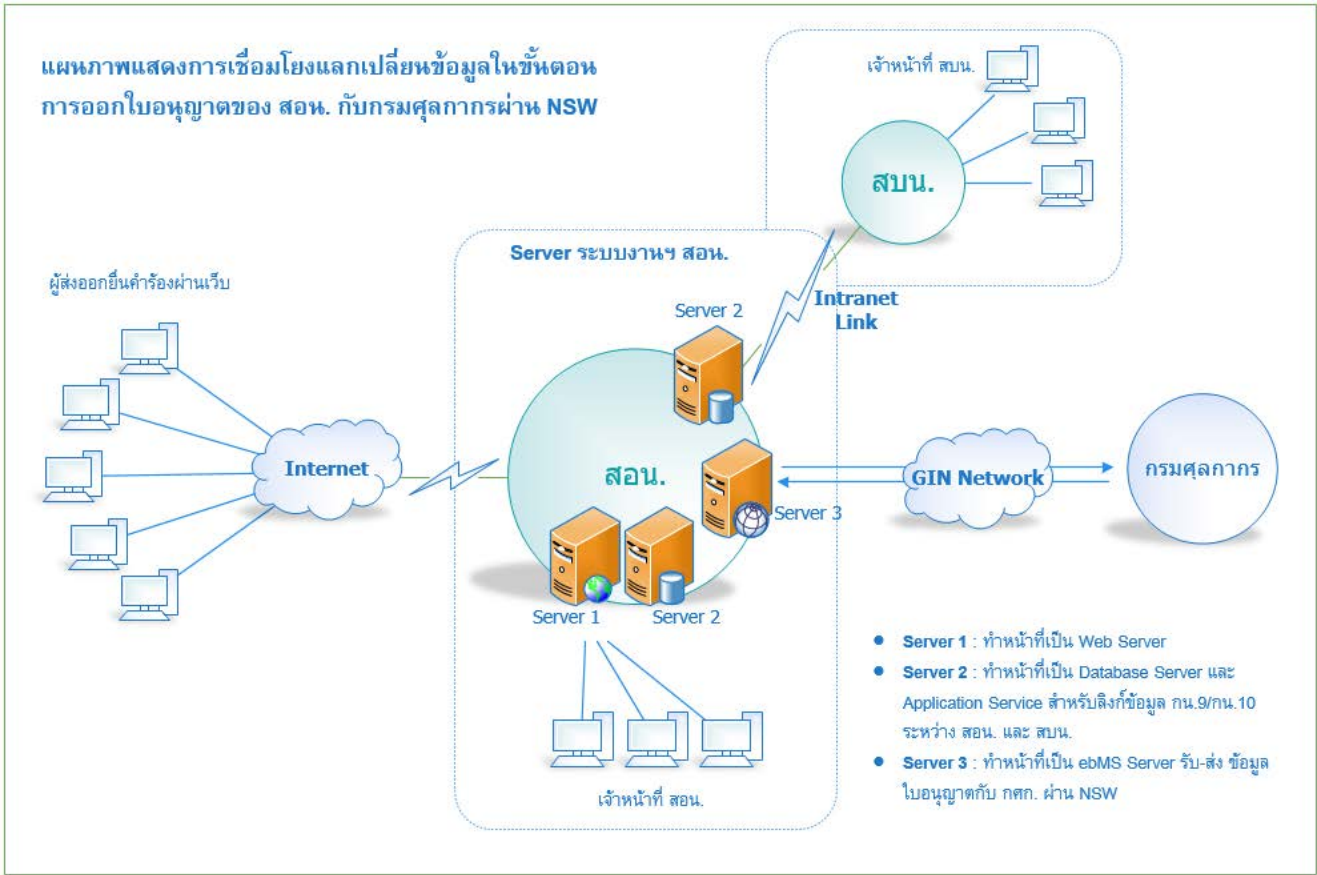 แผนภาพแสดงการเชื่อมโยงแลกเปลี่ยนข้อมูลในขั้นตอน
การออกใบอนุญาตของ สอน. กับกรมศุลกากรผ่าน NSW
เจ้าหน้าที่ สบน.
สบน.
Server ระบบงานฯ สอน.
ผู้ส่งออกยื่นคำร้องผ่านเว็บ
Server 2
Intranet
Link
Internet
สอน.
GIN Network
กรมศุลกากร
Server 3
Server 1
Server 2
เจ้าหน้าที่ สอน.
● Server 1 : ทำหน้าที่เป็น Web Server
● Server 2 : ทำหน้าที่เป็น Database Server และ
Application Service สำหรับลิงก์ข้อมูล กน.9/กน.10
ระหว่าง สอน. และ สบน.
● Server 3 : ทำหน้าที่เป็น ebMS Server รับ-ส่ง ข้อมูล
ใบอนุญาตกับ กศก. ผ่าน NSW